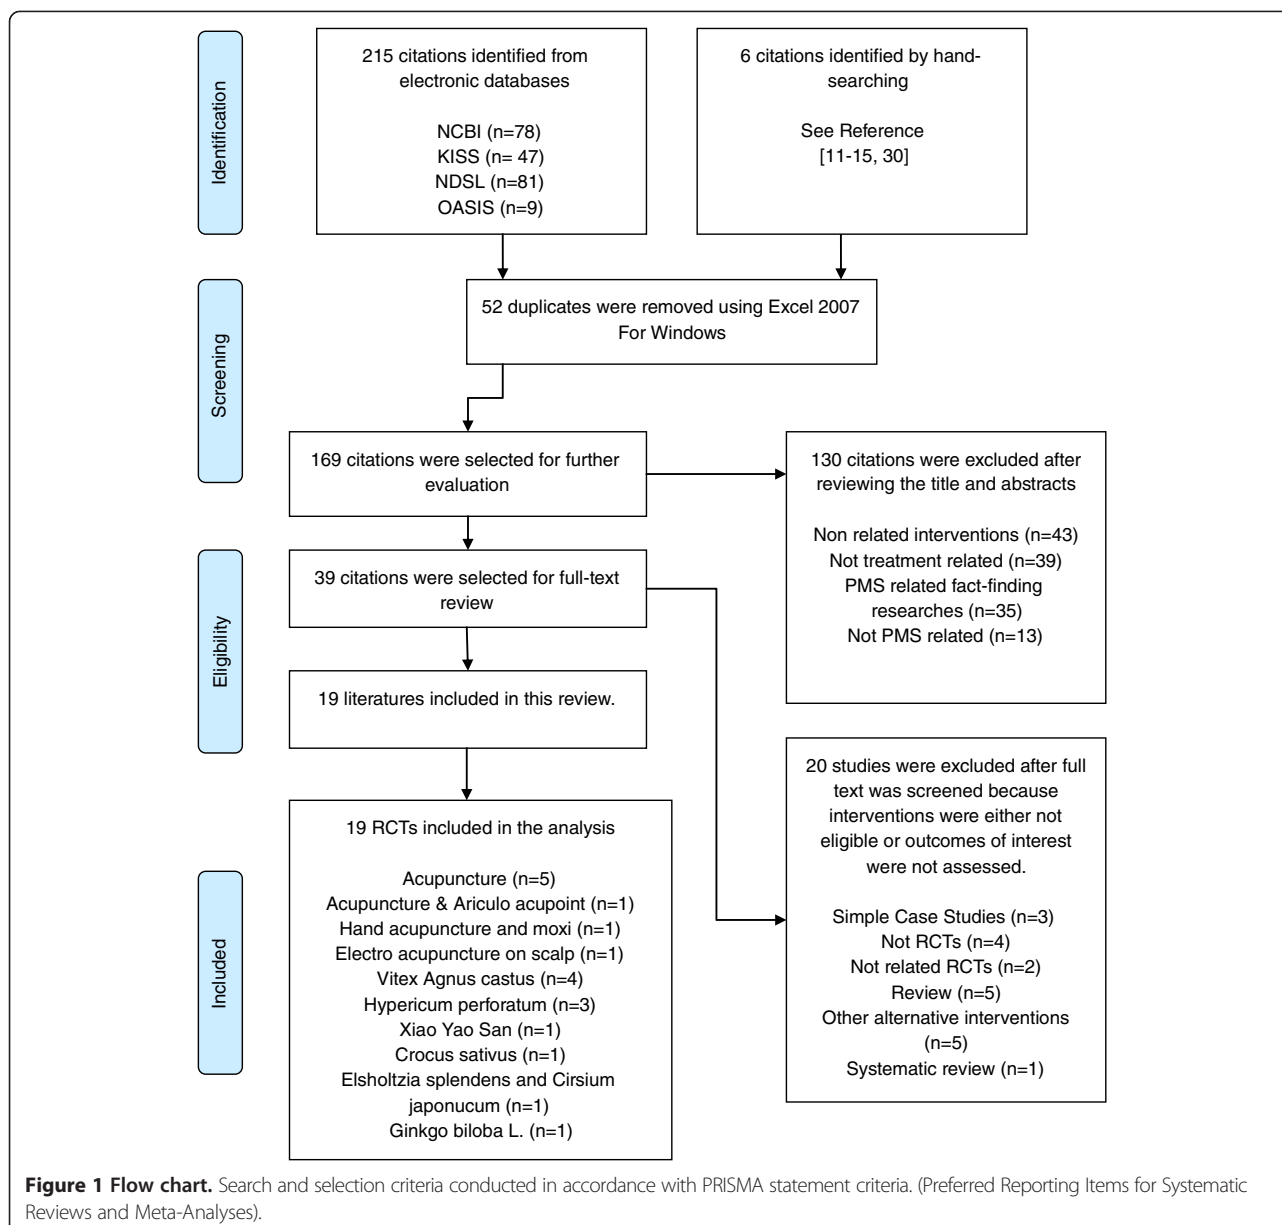 Identification
215 citations identified from
electronic databases
NCBI (n=78)
KISS (n= 47)
NDSL (n=81)
OASIS (n=9)
6 citations identified by hand-
searching
See Reference
[11-15, 30]
Screening
52 duplicates were removed using Excel 2007
For Windows
169 citations were selected for further
evaluation
130 citations were excluded after
reviewing the title and abstracts
Non related interventions (n=43)
Not treatment related (n=39)
PMS related fact-finding
researches (n=35)
Not PMS related (n=13)
Eligibility
39 citations were selected for full-text
review
19 literatures included in this review.
20 studies were excluded after full
text was screened because
interventions were either not
eligible or outcomes of interest
were not assessed.
Simple Case Studies (n=3)
Not RCTs (n=4)
Not related RCTs (n=2)
Review (n=5)
Other alternative interventions
(n=5)
Systematic review (n=1)
Included
19 RCTs included in the analysis
Acupuncture (n=5)
Acupuncture & Ariculo acupoint (n=1)
Hand acupuncture and moxi (n=1)
Electro acupuncture on scalp (n=1)
Vitex Agnus castus (n=4)
Hypericum perforatum (n=3)
Xiao Yao San (n=1)
Crocus sativus (n=1)
Elsholtzia splendens and Cirsium
japonucum (n=1)
Ginkgo biloba L. (n=1)
Figure 1 Flow chart. Search and selection criteria conducted in accordance with PRISMA statement criteria. (Preferred Reporting Items for Systematic
Reviews and Meta-Analyses).